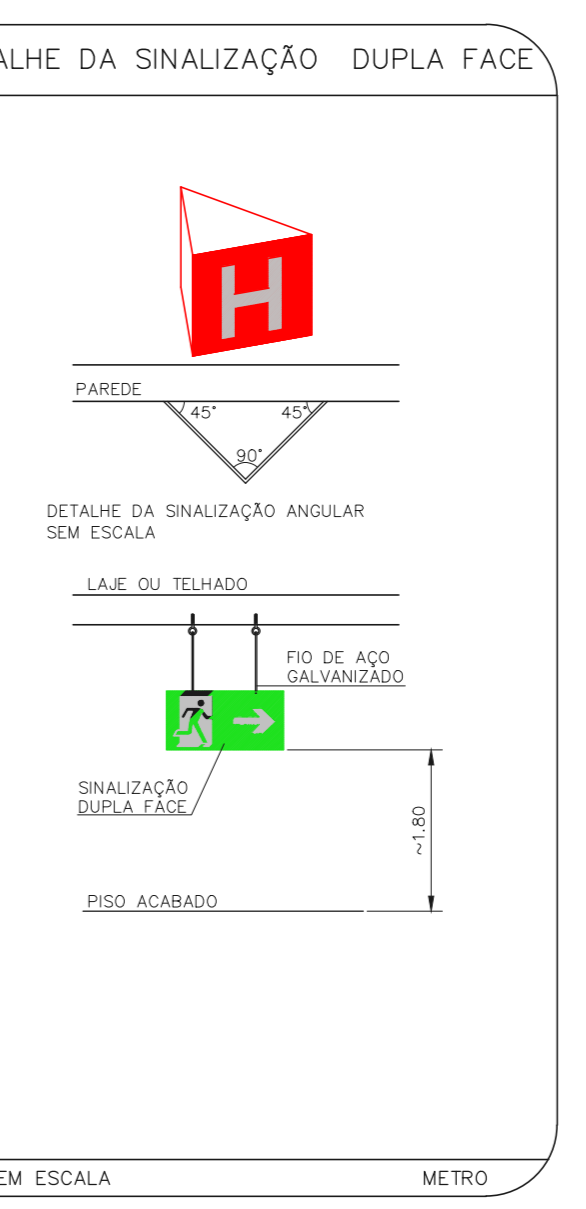 ALHE DA SINALIZAÇÃO DUPLA FACE
H
PAREDE
45° 45°
90°
DETALHE DA SINALIZAÇÃO ANGULAR
SEM ESCALA
LAJE OU TELHADO
FIO DE AÇO
GALVANIZADO
SINALIZAÇÃO
DUPLA FACE
~1.80
PISO ACABADO
EM ESCALA METRO